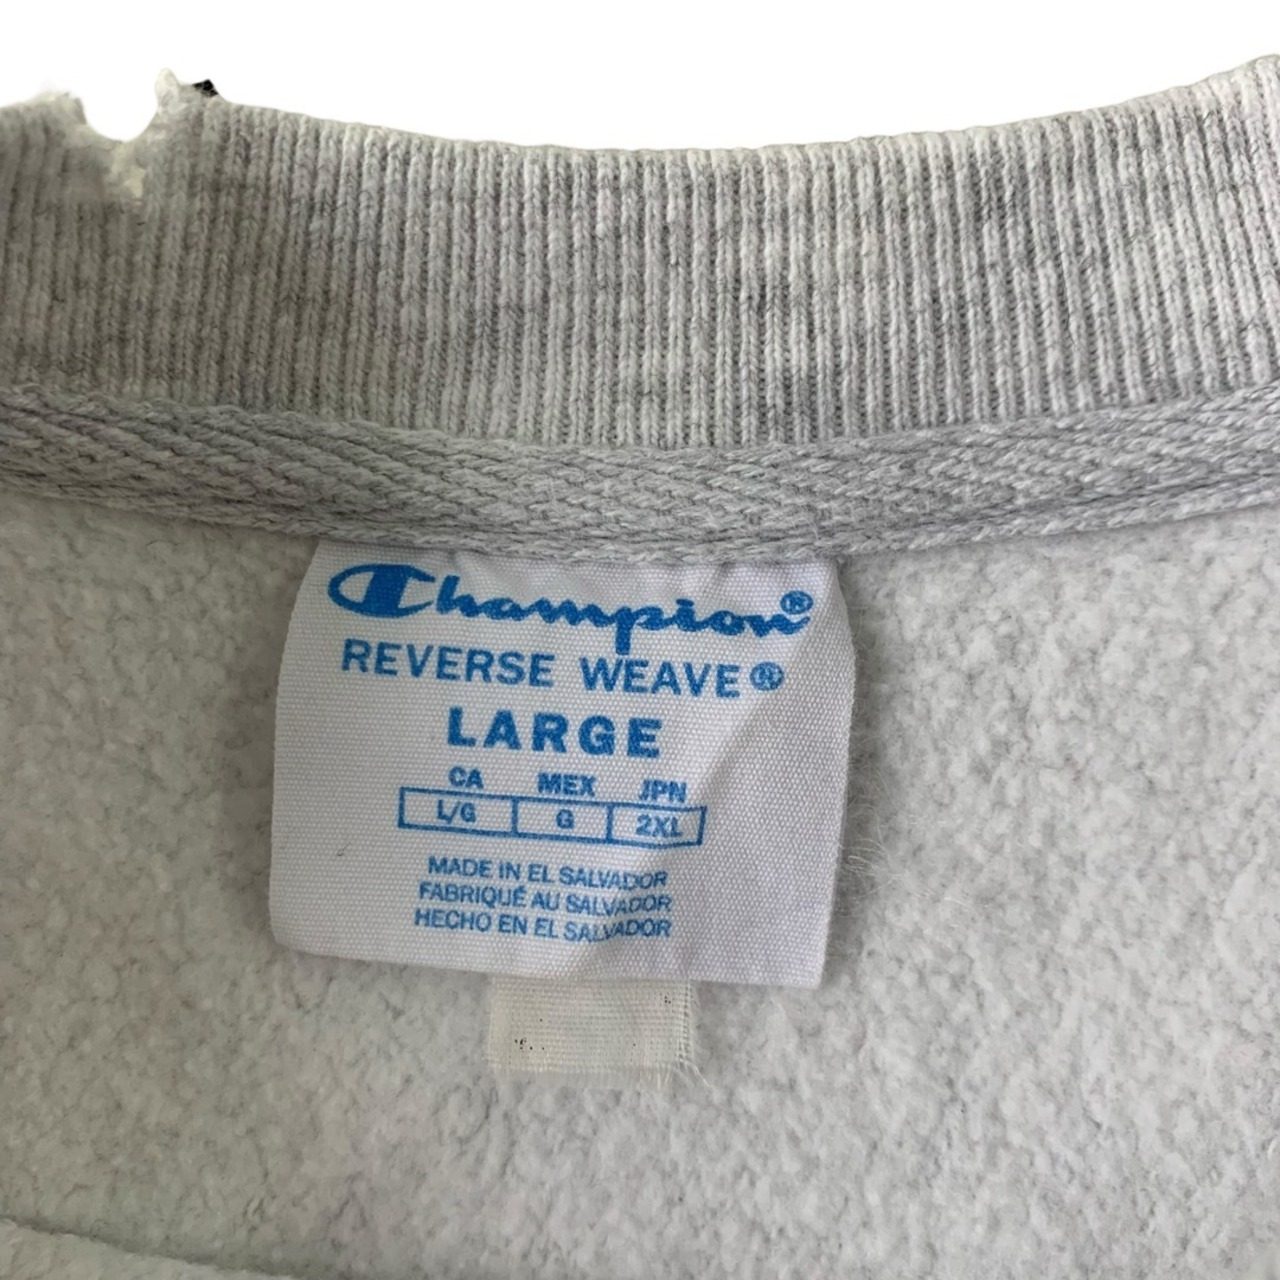 Champion®
REVERSE WEAVE®
LARGE
CA MEX JPN
L/G G 2XL
MADE IN EL SALVADOR
FABRIQUÉ AU SALVADOR
HECHO EN EL SALVADOR